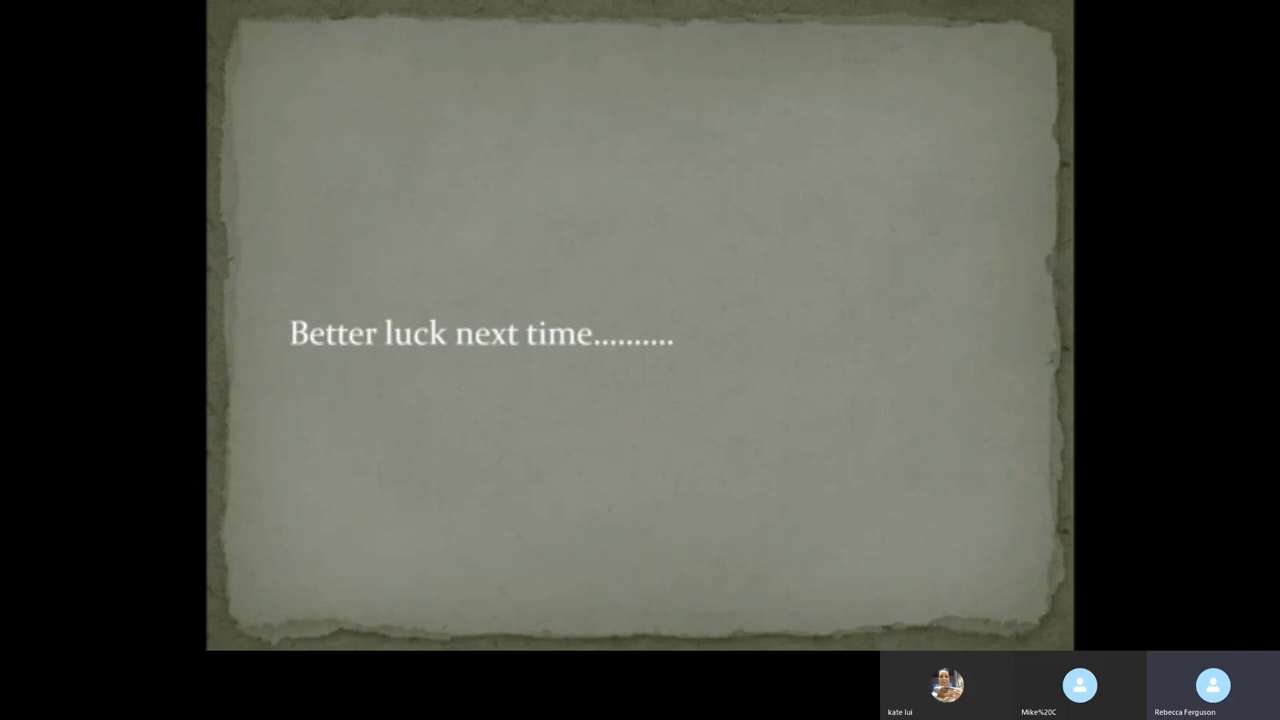 Better luck next time..........
kate lui
Mike%20C
Rebecca Ferguson